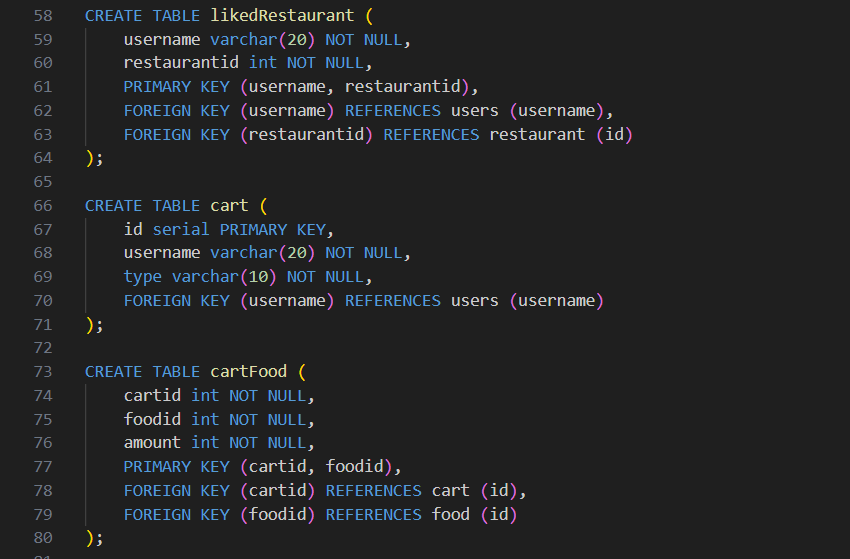 58 CREATE TABLE likedRestaurant (
59 username varchar(20) NOT NULL,
60 restaurantid int NOT NULL,
61 PRIMARY KEY (username, restaurantid),
62 FOREIGN KEY (username) REFERENCES users (username),
63 FOREIGN KEY (restaurantid) REFERENCES restaurant (id)
64 );
65
66 CREATE TABLE cart (
67 id serial PRIMARY KEY,
68 username varchar(20) NOT NULL,
69 type varchar(10) NOT NULL,
70 FOREIGN KEY (username) REFERENCES users (username)
71 );
72
73 CREATE TABLE cartFood (
74 cartid int NOT NULL,
75 foodid int NOT NULL,
76 amount int NOT NULL,
77 PRIMARY KEY (cartid, foodid),
78 FOREIGN KEY (cartid) REFERENCES cart (id),
79 FOREIGN KEY (foodid) REFERENCES food (id)
80 );